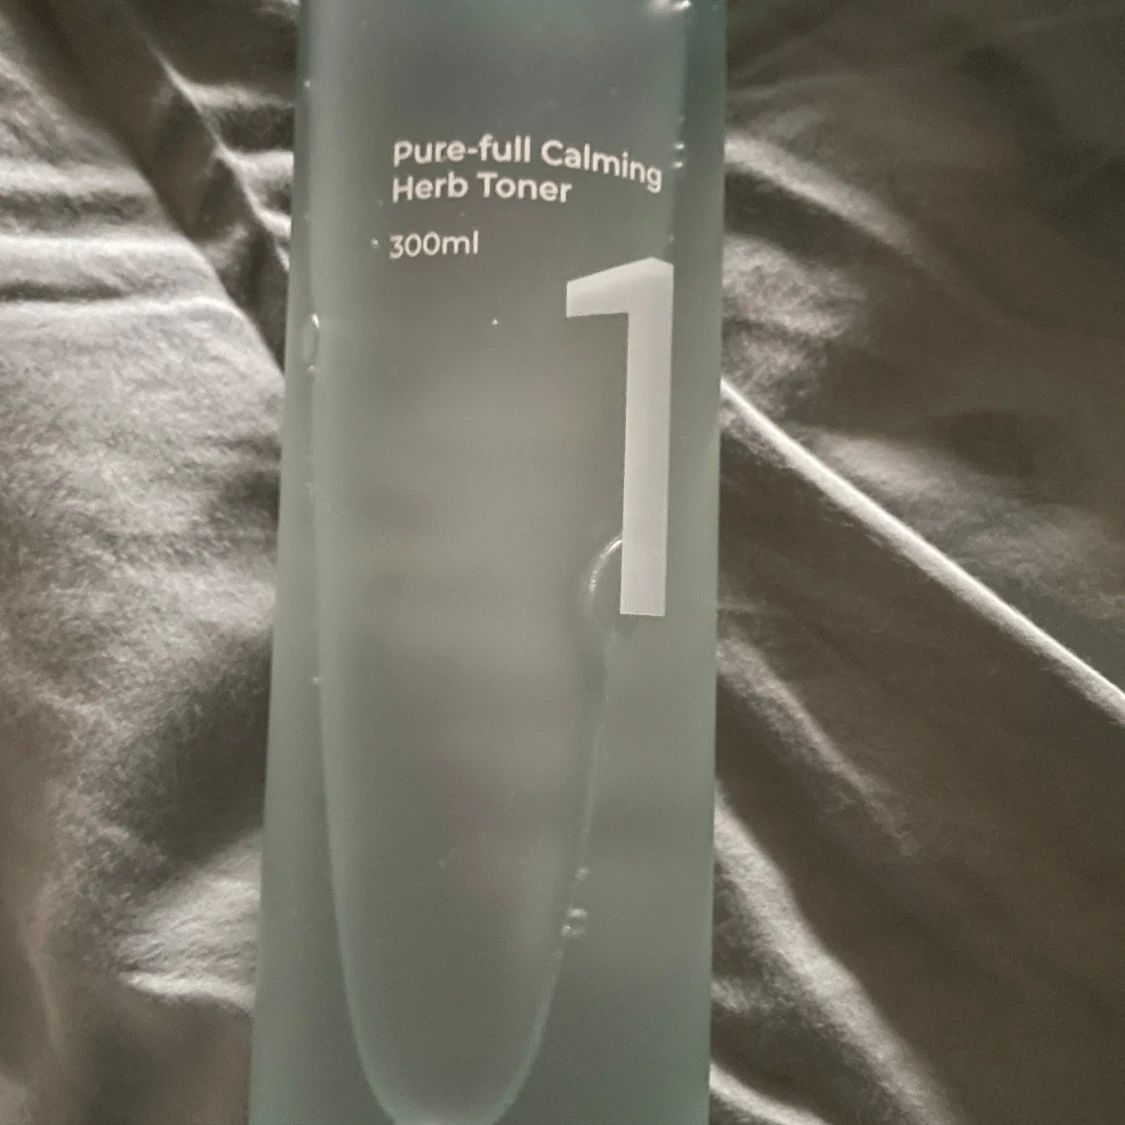 Pure-full Calming
Herb Toner
300ml
1